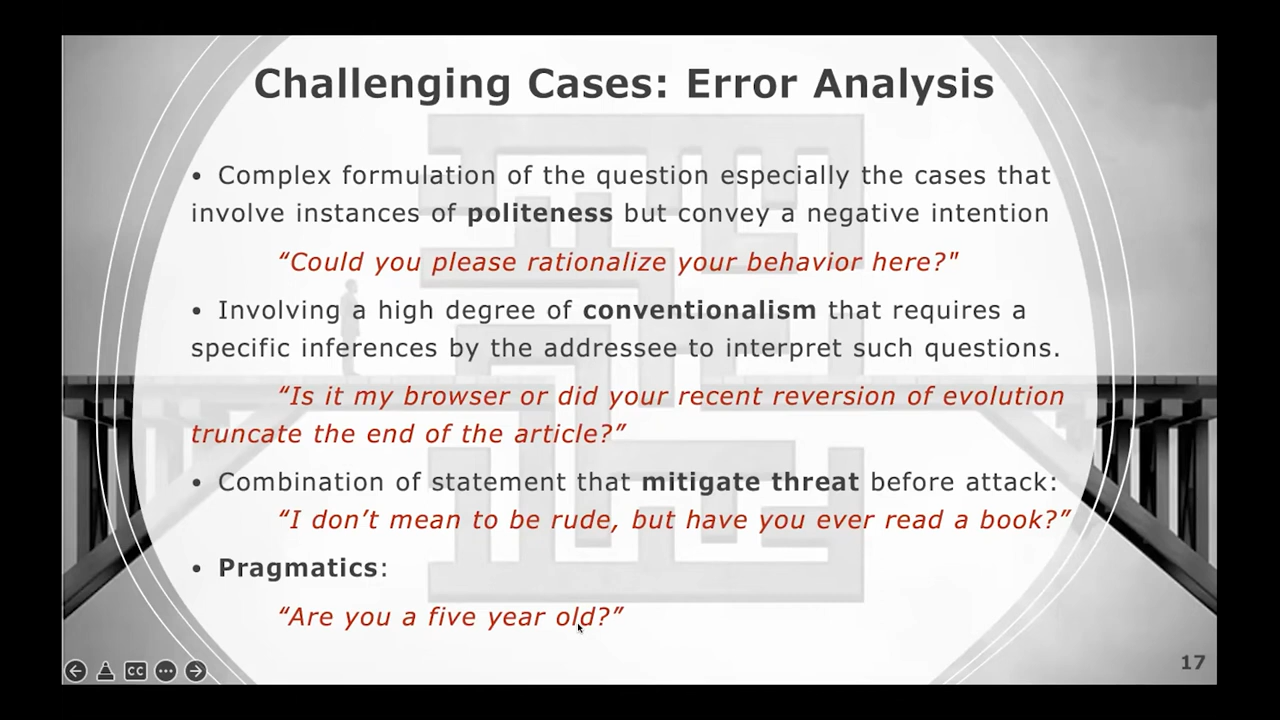 Challenging Cases: Error Analysis
• Complex formulation of the question especially the cases that
involve instances of politeness but convey a negative intention
“Could you please rationalize your behavior here?"
• Involving a high degree of conventionalism that requires a
specific inferences by the addressee to interpret such questions.
“Is it my browser or did your recent reversion of evolution
truncate the end of the article?”
• Combination of statement that mitigate threat before attack:
“I don’t mean to be rude, but have you ever read a book?”
• Pragmatics:
“Are you a five year old?”
CC
17